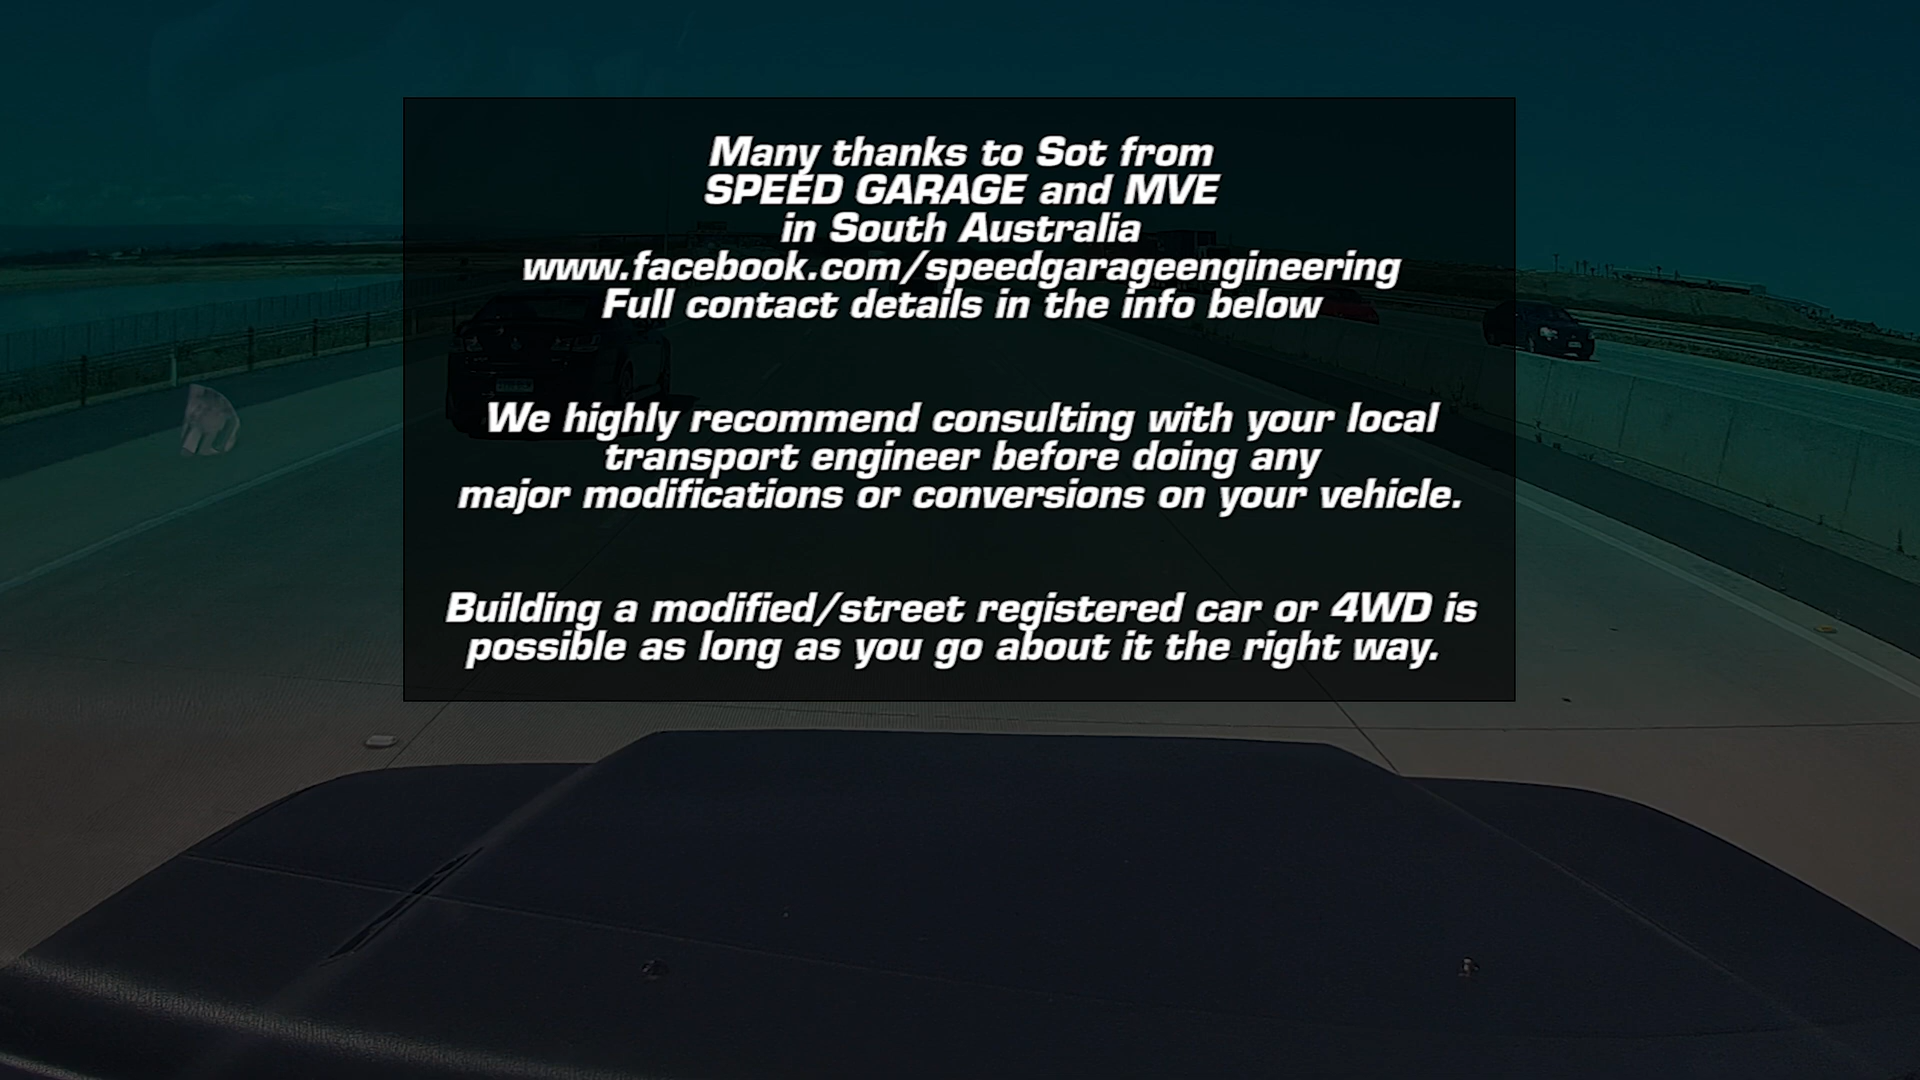 Many thanks to Sot from
SPEED GARAGE and MVE
in South Australia
www.facebook.com/speedgarageengineering
Full contact details in the info below
We highly recommend consulting with your local
transport engineer before doing any
major modifications or conversions on your vehicle.
Building a modified/street registered car or 4WD is
possible as long as you go about it the right way.